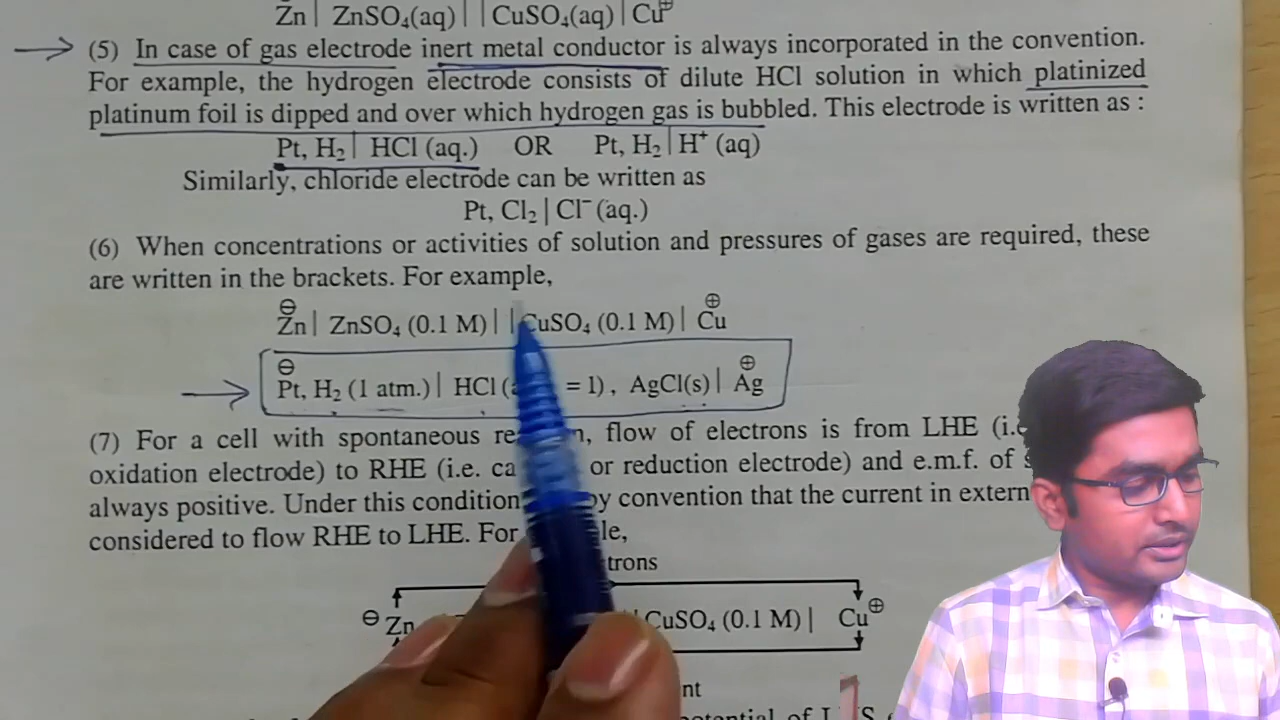 Zn | ZnSO₄(aq) | | CuSO₄(aq) | Cu ⊕
(5) In case of gas electrode inert metal conductor is always incorporated in the convention.
For example, the hydrogen electrode consists of dilute HCl solution in which platinized
platinum foil is dipped and over which hydrogen gas is bubbled. This electrode is written as :
Pt, H₂ | HCl (aq.) OR Pt, H₂ | H⁺ (aq)
Similarly, chloride electrode can be written as
Pt, Cl₂ | Cl⁻ (aq.)
(6) When concentrations or activities of solution and pressures of gases are required, these
are written in the brackets. For example,
⊖ ⊕
Zn | ZnSO₄ (0.1 M) | | CuSO₄ (0.1 M) | Cu
⊖ ⊕
Pt, H₂ (1 atm.) | HCl ( = 1), AgCl(s) | Ag
(7) For a cell with spontaneous flow of electrons is from LHE (i.e
oxidation electrode) to RHE (i.e. or reduction electrode) and e.m.f. of
always positive. Under this condition by convention that the current in
considered to flow RHE to LHE. For
⊖ Zn CuSO₄ (0.1 M) | Cu ⊕
of